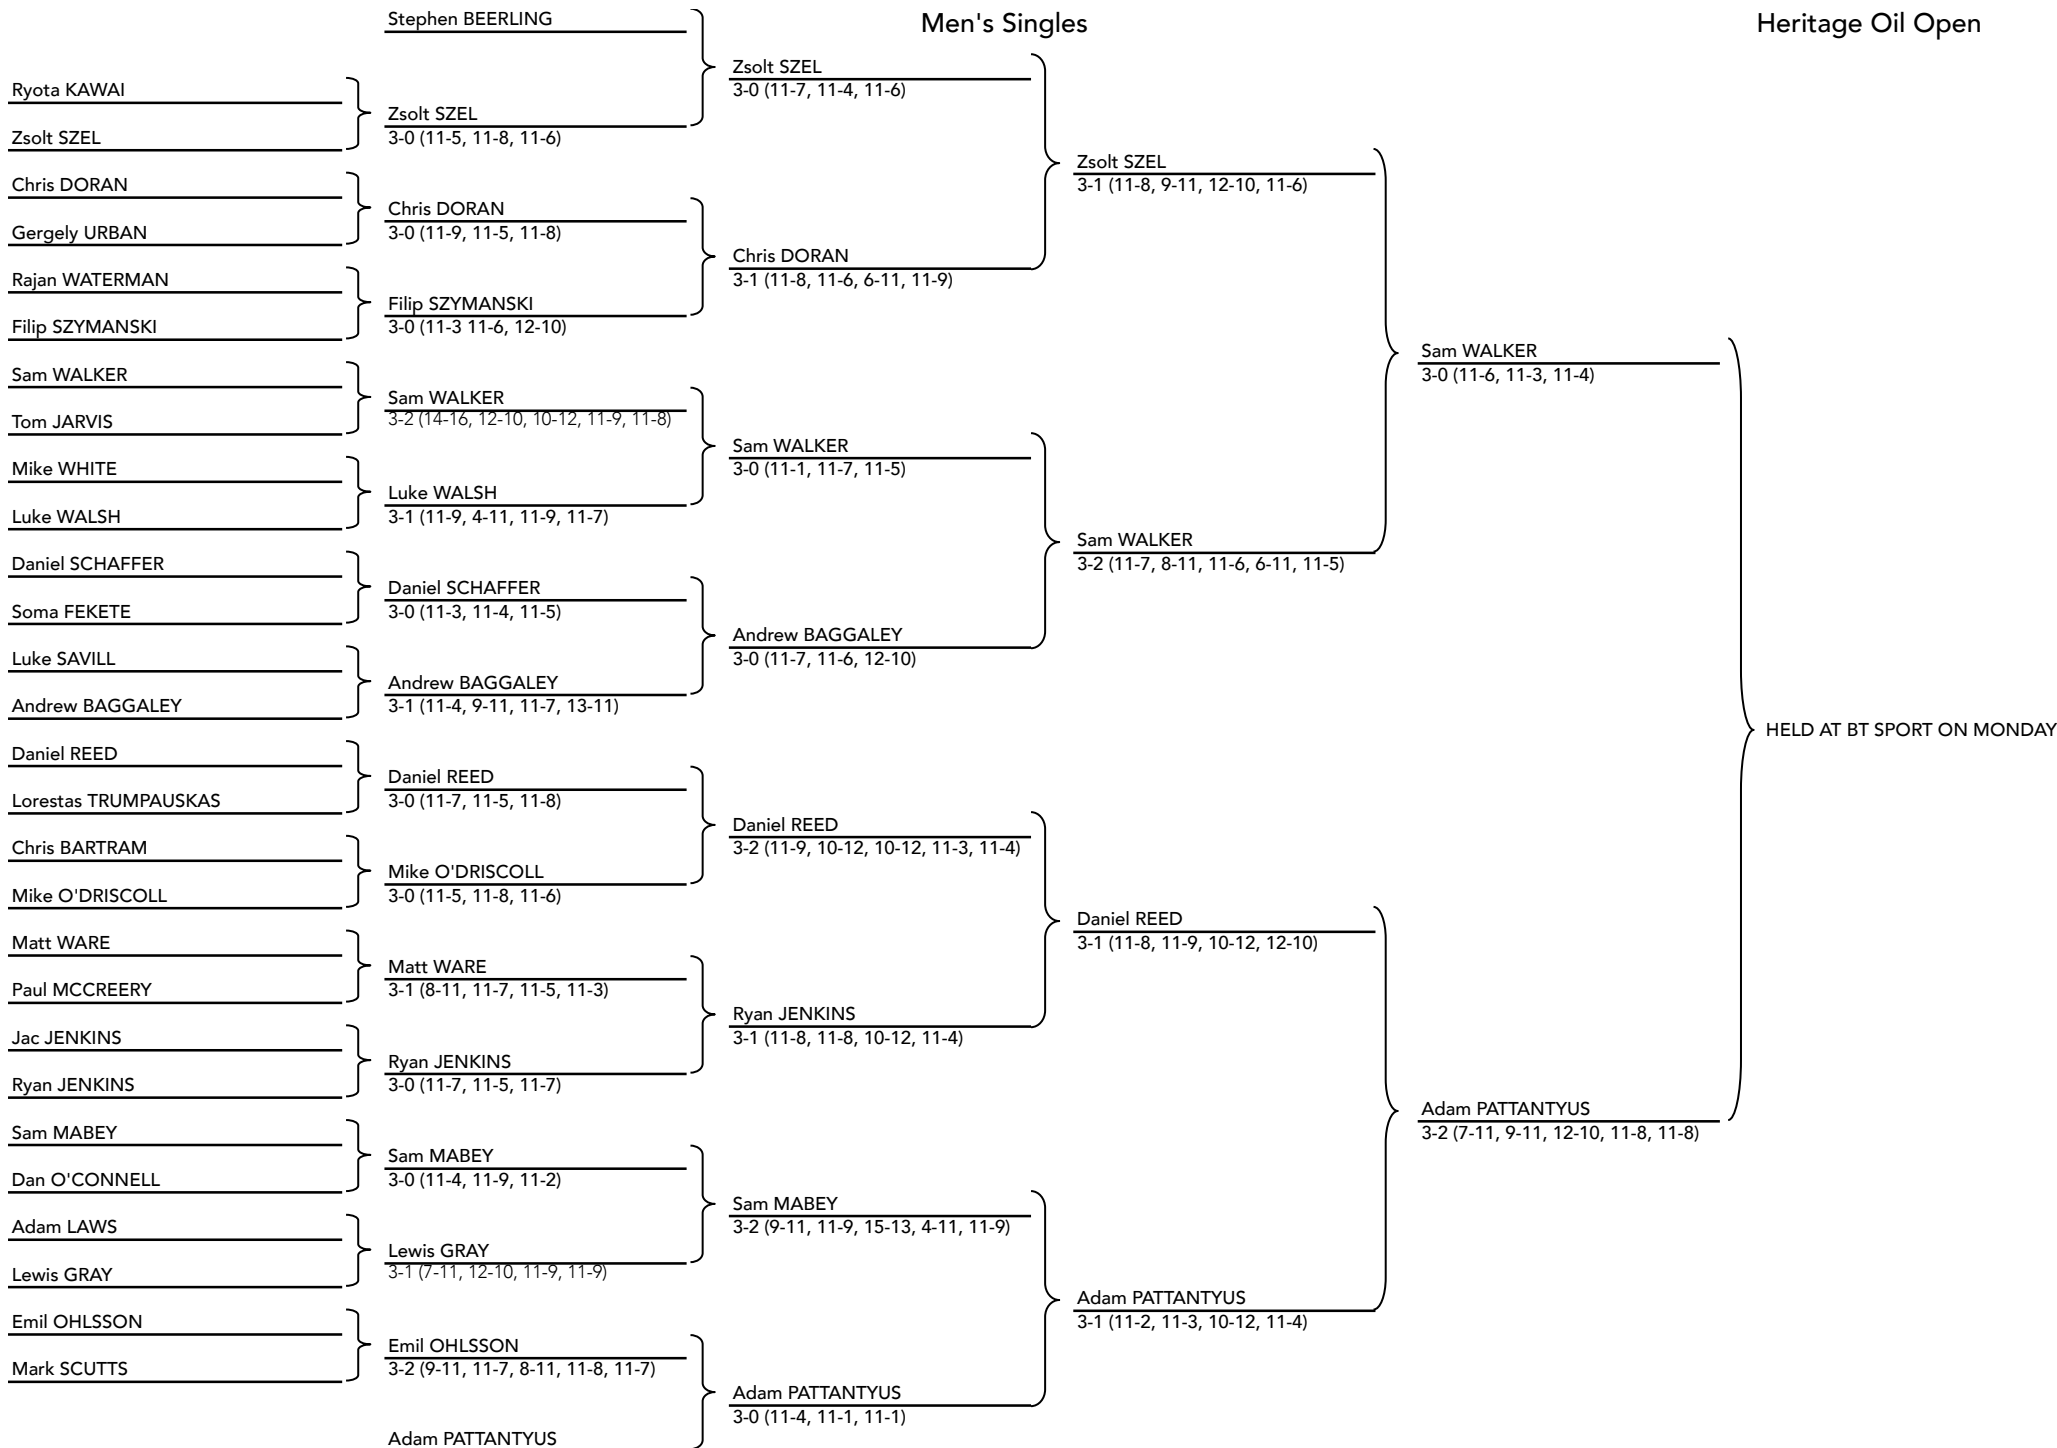 Men's Singles
Heritage Oil Open
Ryota KAWAI
Zsolt SZEL
Chris DORAN
Gergely URBAN
Rajan WATERMAN
Filip SZYMANSKI
Sam WALKER
Tom JARVIS
Mike WHITE
Luke WALSH
Daniel SCHAFFER
Soma FEKETE
Luke SAVILL
Andrew BAGGALEY
Daniel REED
Lorestas TRUMPAUSKAS
Chris BARTRAM
Mike O'DRISCOLL
Matt WARE
Paul MCCREERY
Jac JENKINS
Ryan JENKINS
Sam MABEY
Dan O'CONNELL
Adam LAWS
Lewis GRAY
Emil OHLSSON
Mark SCUTTS
Stephen BEERLING
Zsolt SZEL
3-0 (11-5, 11-8, 11-6)
Chris DORAN
3-0 (11-9, 11-5, 11-8)
Filip SZYMANSKI
3-0 (11-3 11-6, 12-10)
Sam WALKER
3-2 (14-16, 12-10, 10-12, 11-9, 11-8)
Luke WALSH
3-1 (11-9, 4-11, 11-9, 11-7)
Daniel SCHAFFER
3-0 (11-3, 11-4, 11-5)
Andrew BAGGALEY
3-1 (11-4, 9-11, 11-7, 13-11)
Daniel REED
3-0 (11-7, 11-5, 11-8)
Mike O'DRISCOLL
3-0 (11-5, 11-8, 11-6)
Matt WARE
3-1 (8-11, 11-7, 11-5, 11-3)
Ryan JENKINS
3-0 (11-7, 11-5, 11-7)
Sam MABEY
3-0 (11-4, 11-9, 11-2)
Lewis GRAY
3-1 (7-11, 12-10, 11-9, 11-9)
Emil OHLSSON
3-2 (9-11, 11-7, 8-11, 11-8, 11-7)
Adam PATTANTYUS
Zsolt SZEL
3-0 (11-7, 11-4, 11-6)
Chris DORAN
3-1 (11-8, 11-6, 6-11, 11-9)
Sam WALKER
3-0 (11-1, 11-7, 11-5)
Andrew BAGGALEY
3-0 (11-7, 11-6, 12-10)
Daniel REED
3-2 (11-9, 10-12, 10-12, 11-3, 11-4)
Ryan JENKINS
3-1 (11-8, 11-8, 10-12, 11-4)
Sam MABEY
3-2 (9-11, 11-9, 15-13, 4-11, 11-9)
Adam PATTANTYUS
3-0 (11-4, 11-1, 11-1)
Zsolt SZEL
3-1 (11-8, 9-11, 12-10, 11-6)
Sam WALKER
3-2 (11-7, 8-11, 11-6, 6-11, 11-5)
Daniel REED
3-1 (11-8, 11-9, 10-12, 12-10)
Adam PATTANTYUS
3-1 (11-2, 11-3, 10-12, 11-4)
Sam WALKER
3-0 (11-6, 11-3, 11-4)
Adam PATTANTYUS
3-2 (7-11, 9-11, 12-10, 11-8, 11-8)
HELD AT BT SPORT ON MONDAY